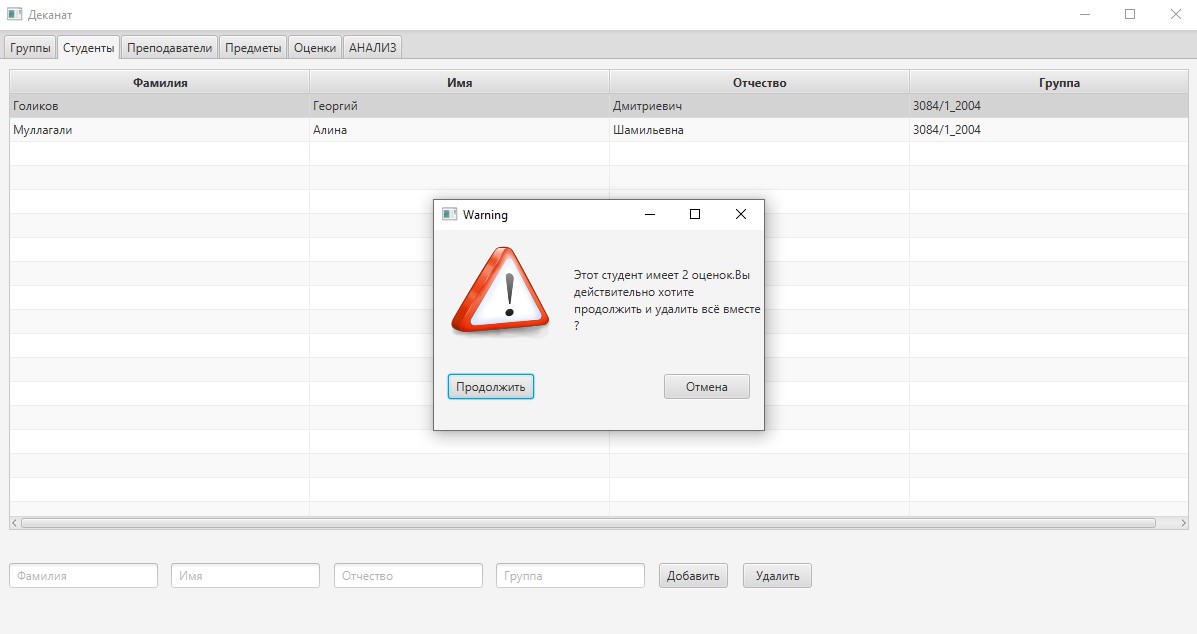 Деканат
Группы Студенты Преподаватели Предметы Оценки АНАЛИЗ
Фамилия Имя Отчество Группа
Голиков Георгий Дмитриевич 3084/1_2004
Муллагали Алина Шамильевна 3084/1_2004
Warning
Этот студент имеет 2 оценок.Вы
действительно хотите
продолжить и удалить всё вместе
?
Продолжить Отмена
Фамилия Имя Отчество Группа Добавить Удалить